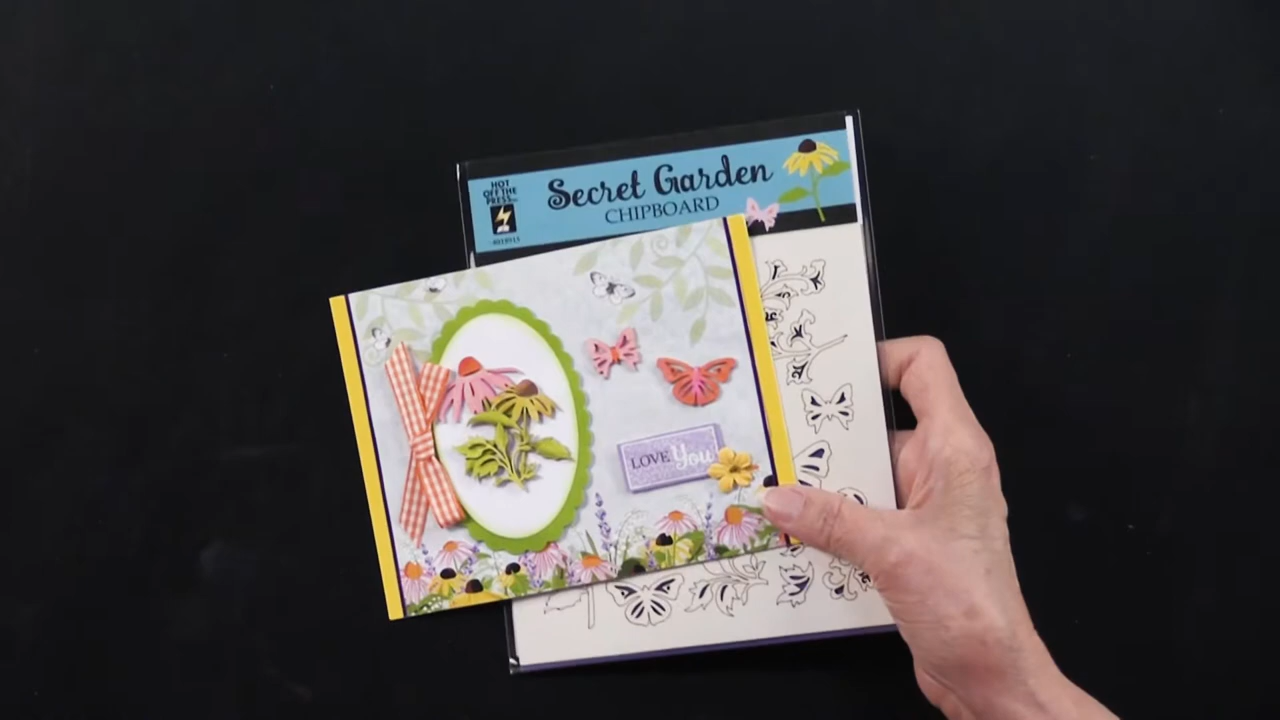 HOT
OFF THE
PRESS
Secret Garden
CHIPBOARD
LOVE You